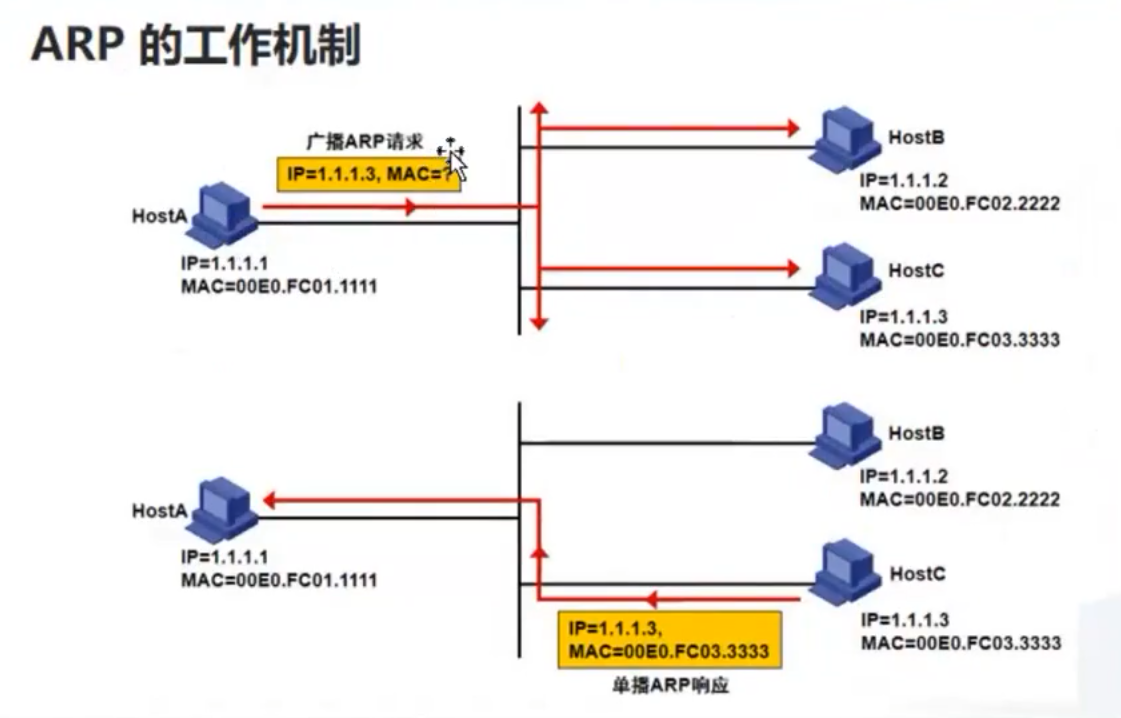 ARP 的工作机制
广播ARP请求
IP=1.1.1.3, MAC=?
HostA
IP=1.1.1.1
MAC=00E0.FC01.1111
HostB
IP=1.1.1.2
MAC=00E0.FC02.2222
HostC
IP=1.1.1.3
MAC=00E0.FC03.3333
HostA
IP=1.1.1.1
MAC=00E0.FC01.1111
HostB
IP=1.1.1.2
MAC=00E0.FC02.2222
HostC
IP=1.1.1.3
MAC=00E0.FC03.3333
IP=1.1.1.3,
MAC=00E0.FC03.3333
单播ARP响应